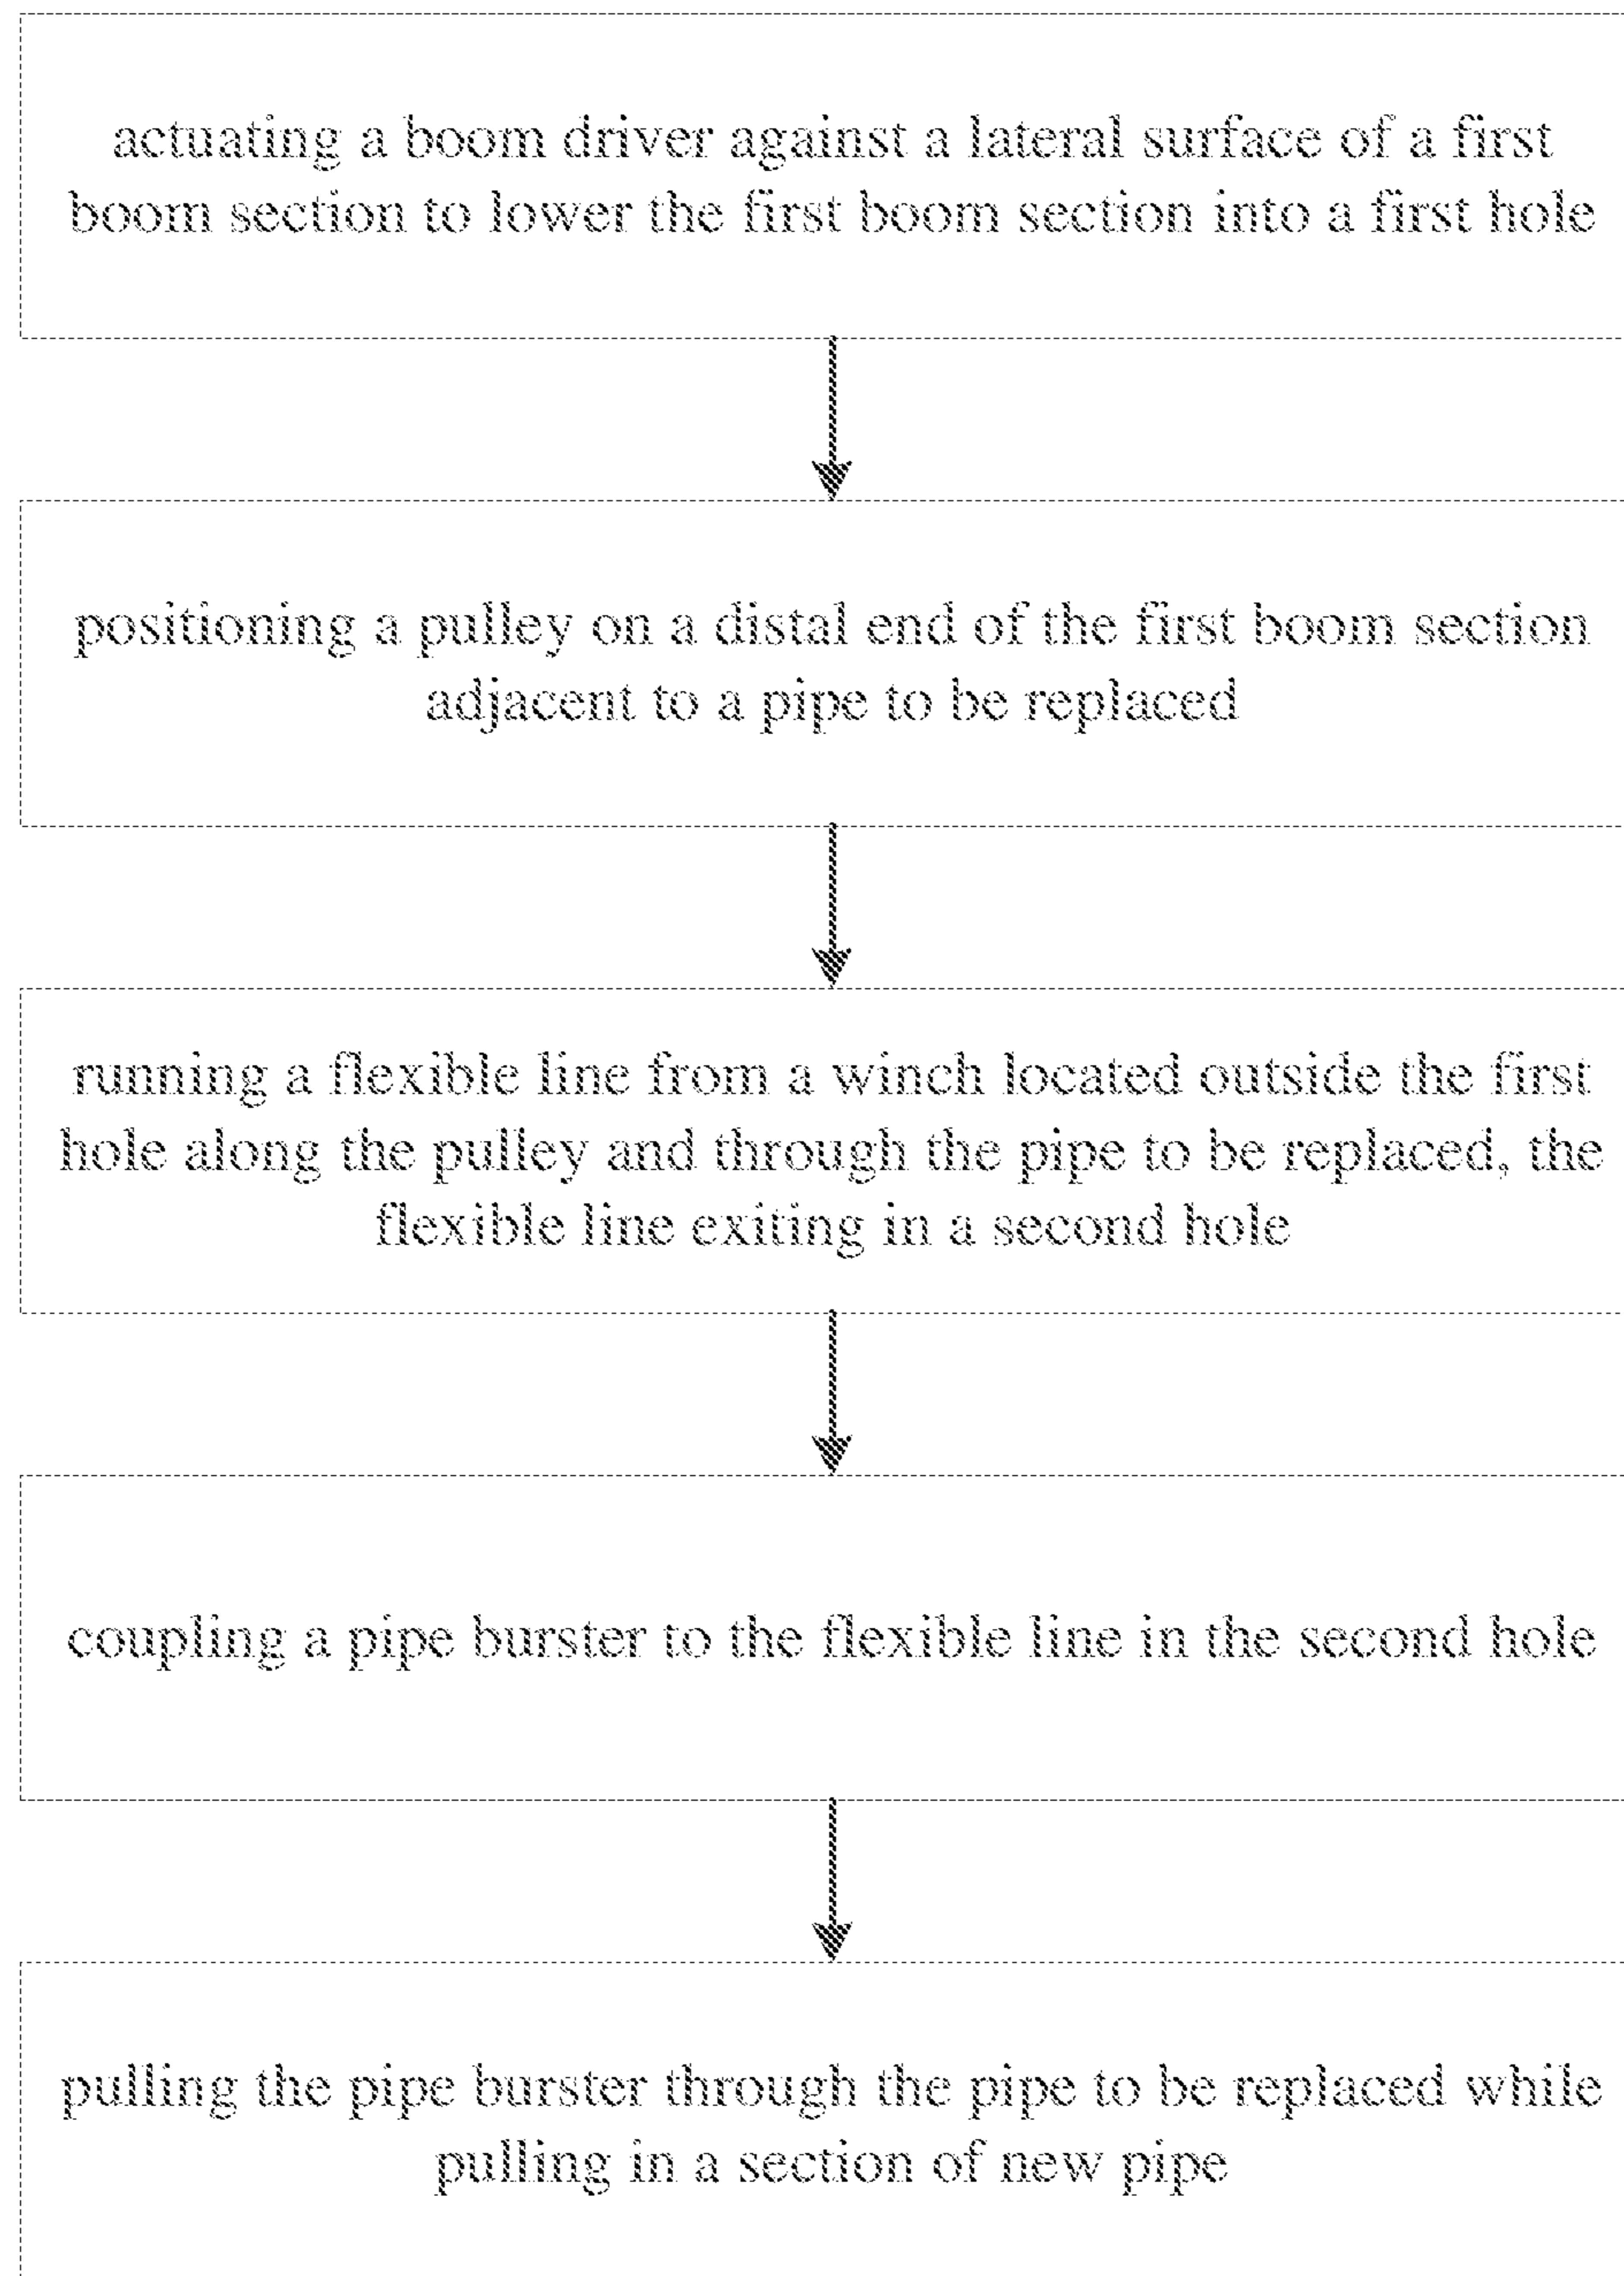 actuating a boom driver against a lateral surface of a first
boom section to lower the first boom section into a first hole
positioning a pulley on a distal end of the first boom section
adjacent to a pipe to be replaced
running a flexible line from a winch located outside the first
hole along the pulley and through the pipe to be replaced, the
flexible line exiting in a second hole
coupling a pipe burster to the flexible line in the second hole
pulling the pipe burster through the pipe to be replaced while
pulling in a section of new pipe